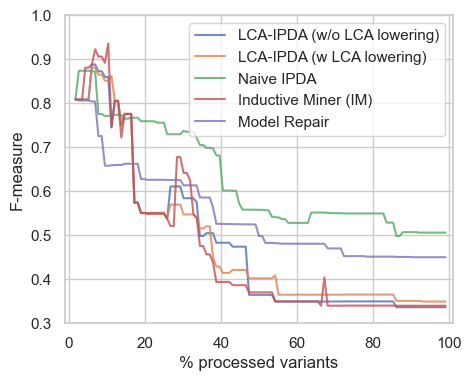 1.0
0.9
0.8
0.7
0.6
0.5
0.4
0.3
F-measure
LCA-IPDA (w/o LCA lowering)
LCA-IPDA (w LCA lowering)
Naive IPDA
Inductive Miner (IM)
Model Repair
0 20 40 60 80 100
% processed variants